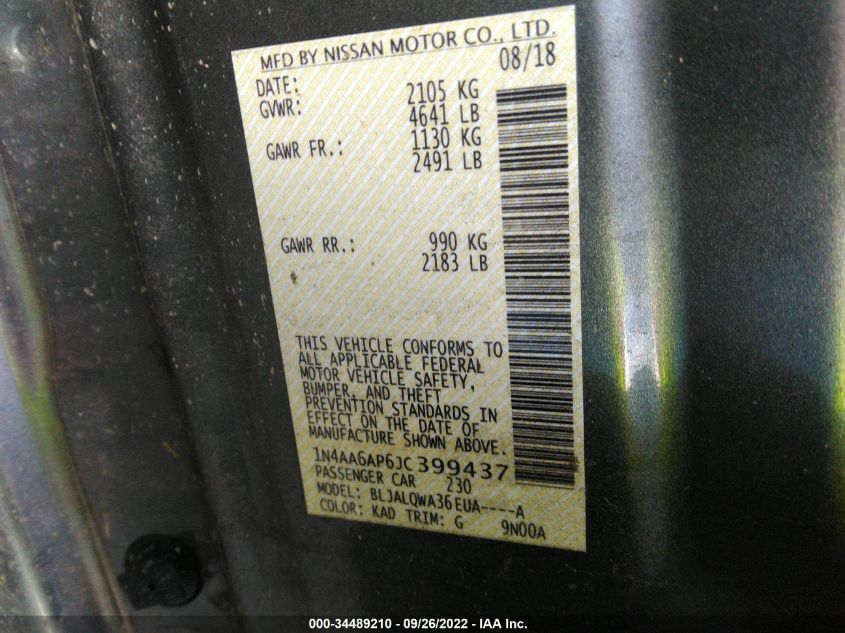 MFD BY NISSAN MOTOR CO., LTD.
DATE: 08/18
GVWR: 2105 KG
4641 LB
GAWR FR.: 1130 KG
2491 LB
GAWR RR.: 990 KG
2183 LB
THIS VEHICLE CONFORMS TO
ALL APPLICABLE FEDERAL
MOTOR VEHICLE SAFETY,
BUMPER, AND THEFT
PREVENTION STANDARDS IN
EFFECT ON THE DATE OF
MANUFACTURE SHOWN ABOVE.
1N4AA6AP6JC399437
PASSENGER CAR 230
MODEL: BLJALQWA36EUA----A
COLOR: KAD TRIM: G 9N00A
000-34489210 - 09/26/2022 - IAA Inc.